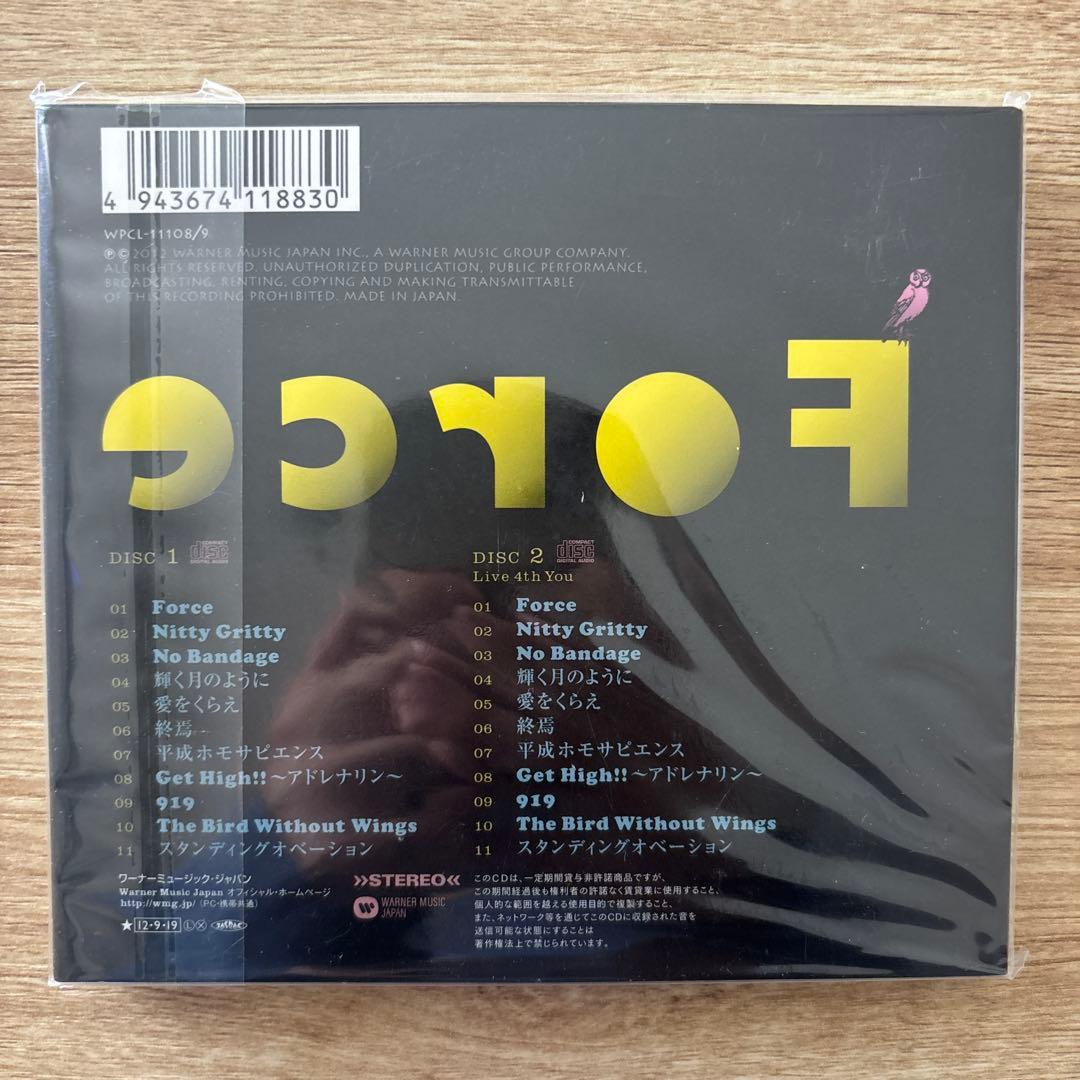 4 943674 118830
WPCL-11108/9
Ⓟ©2012 WARNER MUSIC JAPAN INC., A WARNER MUSIC GROUP COMPANY.
ALL RIGHTS RESERVED. UNAUTHORIZED DUPLICATION, PUBLIC PERFORMANCE,
BROADCASTING, RENTING, COPYING AND MAKING TRANSMITTABLE
OF THIS RECORDING PROHIBITED. MADE IN JAPAN.
Force
DISC 1 COMPACT disc DIGITAL AUDIO
01 Force
02 Nitty Gritty
03 No Bandage
04 輝く月のように
05 愛をくらえ
06 終焉
07 平成ホモサピエンス
08 Get High!!〜アドレナリン〜
09 919
10 The Bird Without Wings
11 スタンディングオベーション
DISC 2 COMPACT disc DIGITAL AUDIO
Live 4th You
01 Force
02 Nitty Gritty
03 No Bandage
04 輝く月のように
05 愛をくらえ
06 終焉
07 平成ホモサピエンス
08 Get High!!〜アドレナリン〜
09 919
10 The Bird Without Wings
11 スタンディングオベーション
ワーナーミュージック・ジャパン
Warner Music Japan オフィシャル・ホームページ
http://wmg.jp/（PC・携帯共通）
★12・9・19 Ⓛ Ⓧ JASRAC
»STEREO«
WARNER MUSIC
JAPAN
このCDは、一定期間貸与非許諾商品ですが、
この期間経過後も権利者の許諾なく賃貸業に使用すること、
個人的な範囲を越える使用目的で複製すること、
また、ネットワーク等を通じてこのCDに収録された音を
送信可能な状態にすることは
著作権法上で禁じられています。